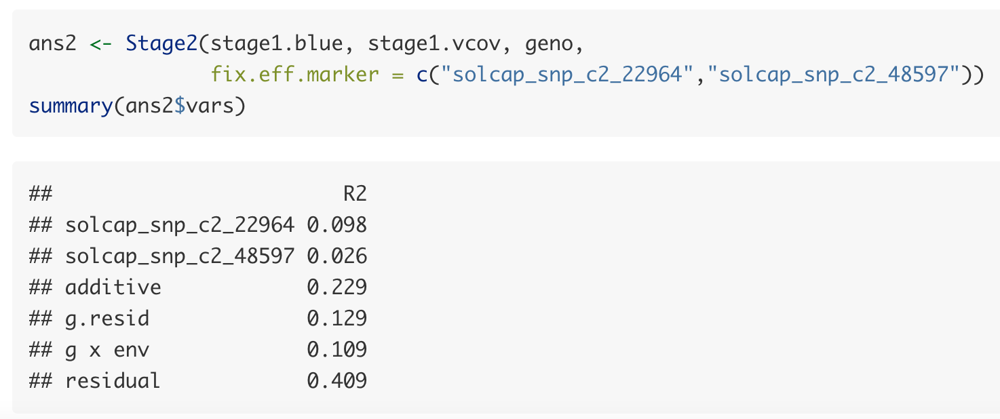 ans2 <- Stage2(stage1.blue, stage1.vcov, geno,
               fix.eff.marker = c("solcap_snp_c2_22964","solcap_snp_c2_48597"))
summary(ans2$vars)
##                        R2
## solcap_snp_c2_22964 0.098
## solcap_snp_c2_48597 0.026
## additive            0.229
## g.resid             0.129
## g x env             0.109
## residual            0.409